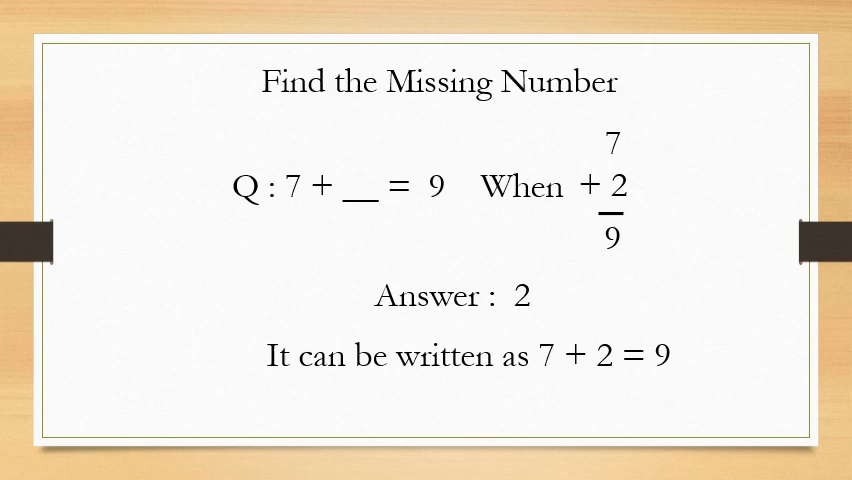 Find the Missing Number
7
Q : 7 + __ = 9 When + 2
9
Answer : 2
It can be written as 7 + 2 = 9